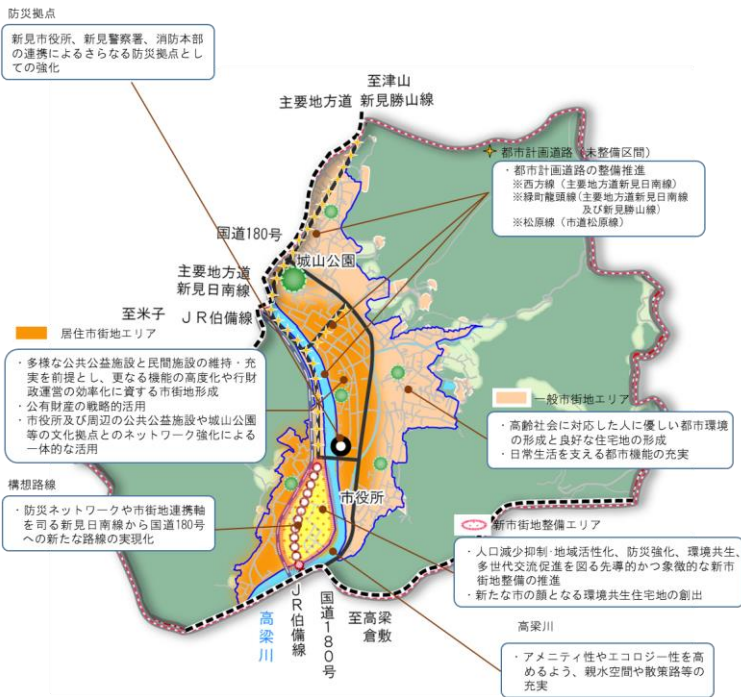 防災拠点
新見市役所、新見警察署、消防本部
の連携によるさらなる防災拠点とし
ての強化
至津山
主要地方道 新見勝山線
都市計画道路（未整備区間）
・都市計画道路の整備推進
※西方線（主要地方道新見日南線）
※緑町龍頭線（主要地方道新見日南線
及び新見勝山線）
※松原線（市道松原線）
国道180号
城山公園
主要地方道
新見日南線
至米子
ＪＲ伯備線
居住市街地エリア
・多様な公共公益施設と民間施設の維持・充
実を前提とし、更なる機能の高度化や行財
政運営の効率化に資する市街地形成
・公有財産の戦略的活用
・市役所及び周辺の公共公益施設や城山公園
等の文化拠点とのネットワーク強化による
一体的な活用
一般市街地エリア
・高齢社会に対応した人に優しい都市環境
の形成と良好な住宅地の形成
・日常生活を支える都市機能の充実
構想路線
・防災ネットワークや市街地連携軸
を司る新見日南線から国道180号
への新たな路線の実現化
市役所
新市街地整備エリア
・人口減少抑制･地域活性化、防災強化、環境共生、
多世代交流促進を図る先導的かつ象徴的な新市
街地整備の推進
・新たな市の顔となる環境共生住宅地の創出
高梁川
ＪＲ伯備線
国道180号
至高梁
倉敷
高梁川
・アメニティ性やエコロジー性を高
めるよう、親水空間や散策路等の
充実